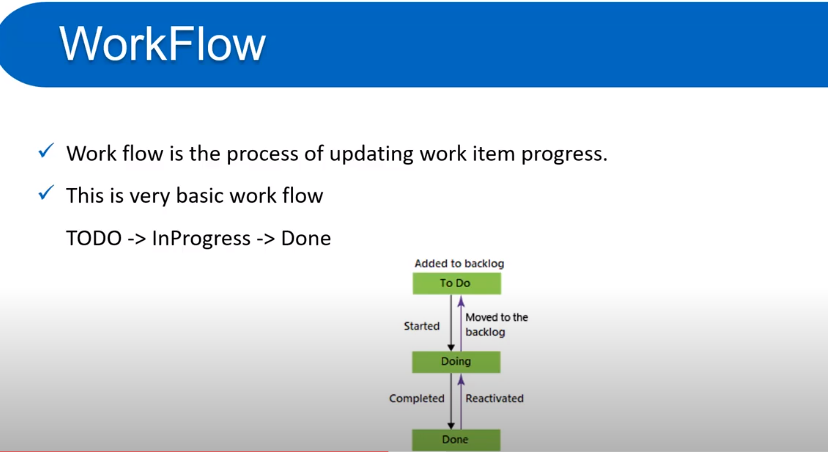 WorkFlow
Work flow is the process of updating work item progress.
This is very basic work flow
TODO -> InProgress -> Done
Added to backlog
To Do
Started
Moved to the
backlog
Doing
Completed
Reactivated
Done